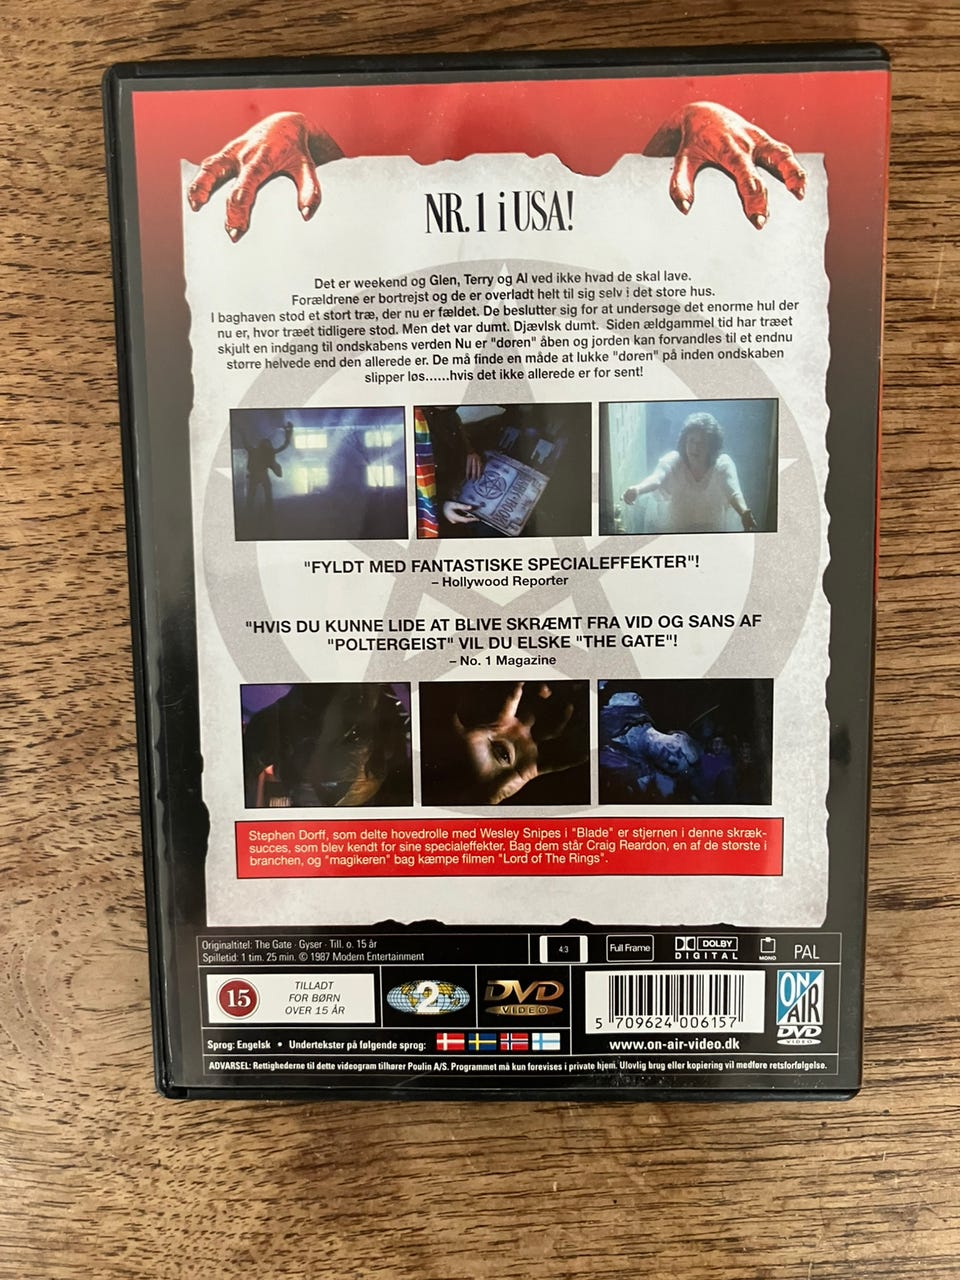 NR. 1 i USA!
Det er weekend og Glen, Terry og Al ved ikke hvad de skal lave.
Forældrene er bortrejst og de er overladt helt til sig selv i det store hus.
I baghaven stod et stort træ, der nu er fældet. De beslutter sig for at undersøge det enorme hul der
nu er, hvor træet tidligere stod. Men det var dumt. Djævlsk dumt. Siden ældgammel tid har træet
skjult en indgang til ondskabens verden Nu er "døren" åben og jorden kan forvandles til et endnu
større helvede end den allerede er. De må finde en måde at lukke "døren" på inden ondskaben
slipper løs......hvis det ikke allerede er for sent!
"FYLDT MED FANTASTISKE SPECIALEFFEKTER"!
– Hollywood Reporter
"HVIS DU KUNNE LIDE AT BLIVE SKRÆMT FRA VID OG SANS AF
"POLTERGEIST" VIL DU ELSKE "THE GATE"!
– No. 1 Magazine
Stephen Dorff, som delte hovedrolle med Wesley Snipes i "Blade" er stjernen i denne skræk-
succes, som blev kendt for sine specialeffekter. Bag dem står Craig Reardon, en af de største i
branchen, og "magikeren" bag kæmpe filmen "Lord of The Rings".
Originaltitel: The Gate · Gyser · Till. o. 15 år
Spilletid: 1 tim. 25 min. © 1987 Modern Entertainment
4:3
Full Frame
DOLBY
DIGITAL
MONO
PAL
15
TILLADT
FOR BØRN
OVER 15 ÅR
2
DVD
VIDEO
5 709624 006157
ON
AIR
DVD
VIDEO
Sprog: Engelsk • Undertekster på følgende sprog:
www.on-air-video.dk
ADVARSEL: Rettighederne til dette videogram tilhører Poulin A/S. Programmet må kun forevises i private hjem. Ulovlig brug eller kopiering vil medføre retsforfølgelse.